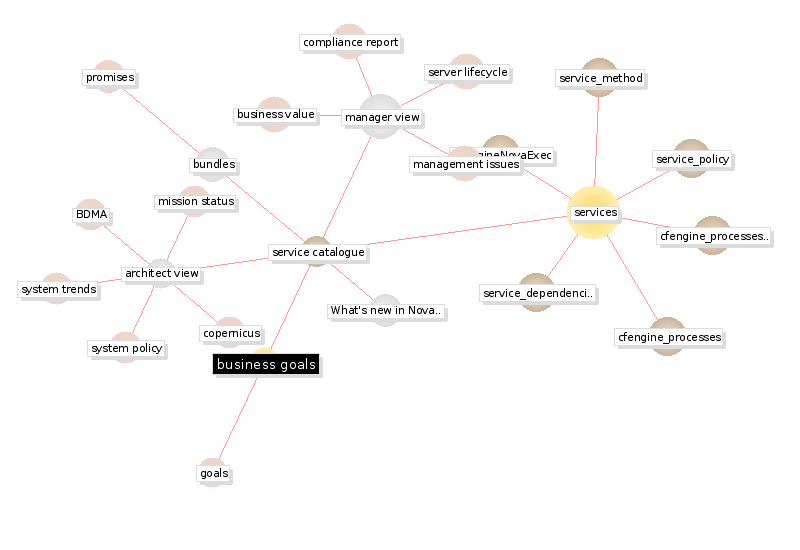 compliance report
server lifecycle
promises
service_method
business value
manager view
management issues
gineNovaExec
service_policy
bundles
mission status
BDMA
services
cfengine_processes..
service catalogue
architect view
system trends
service_dependenci..
What's new in Nova..
copernicus
cfengine_processes
system policy
business goals
goals